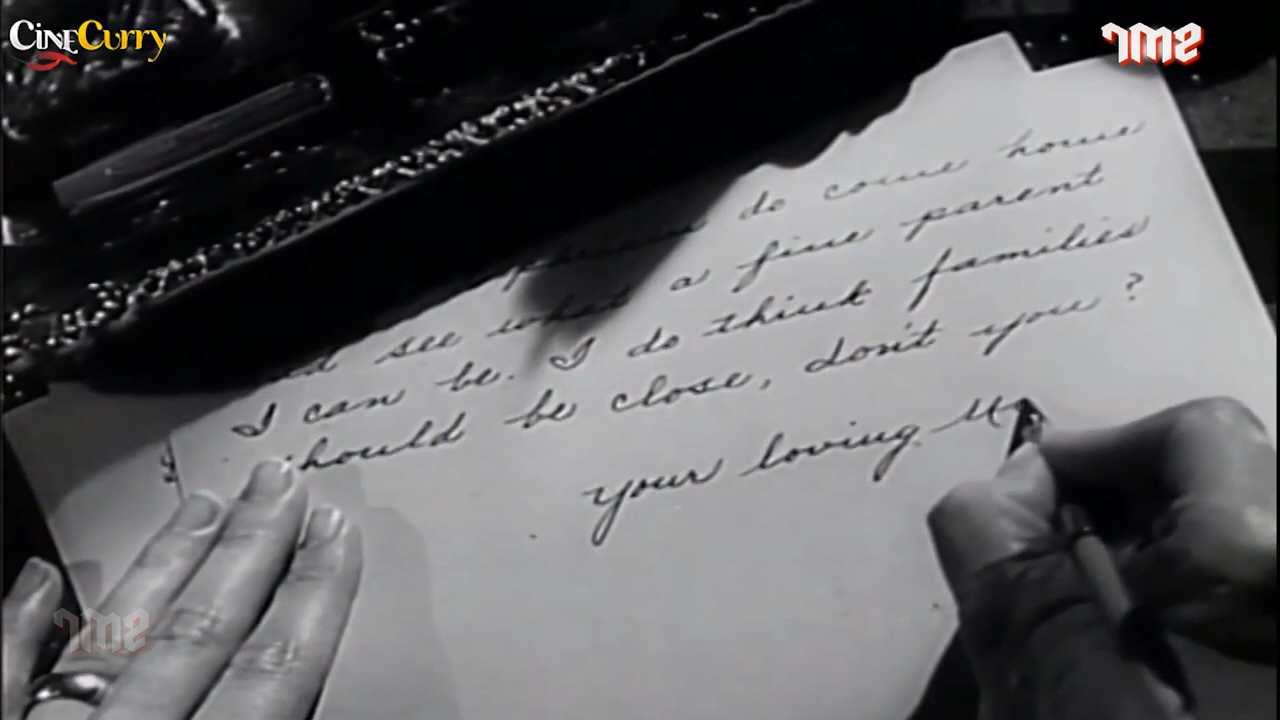 CineCurry
do come home
see what a fine parent
I can be. I do think families
should be close, don't you?
your loving